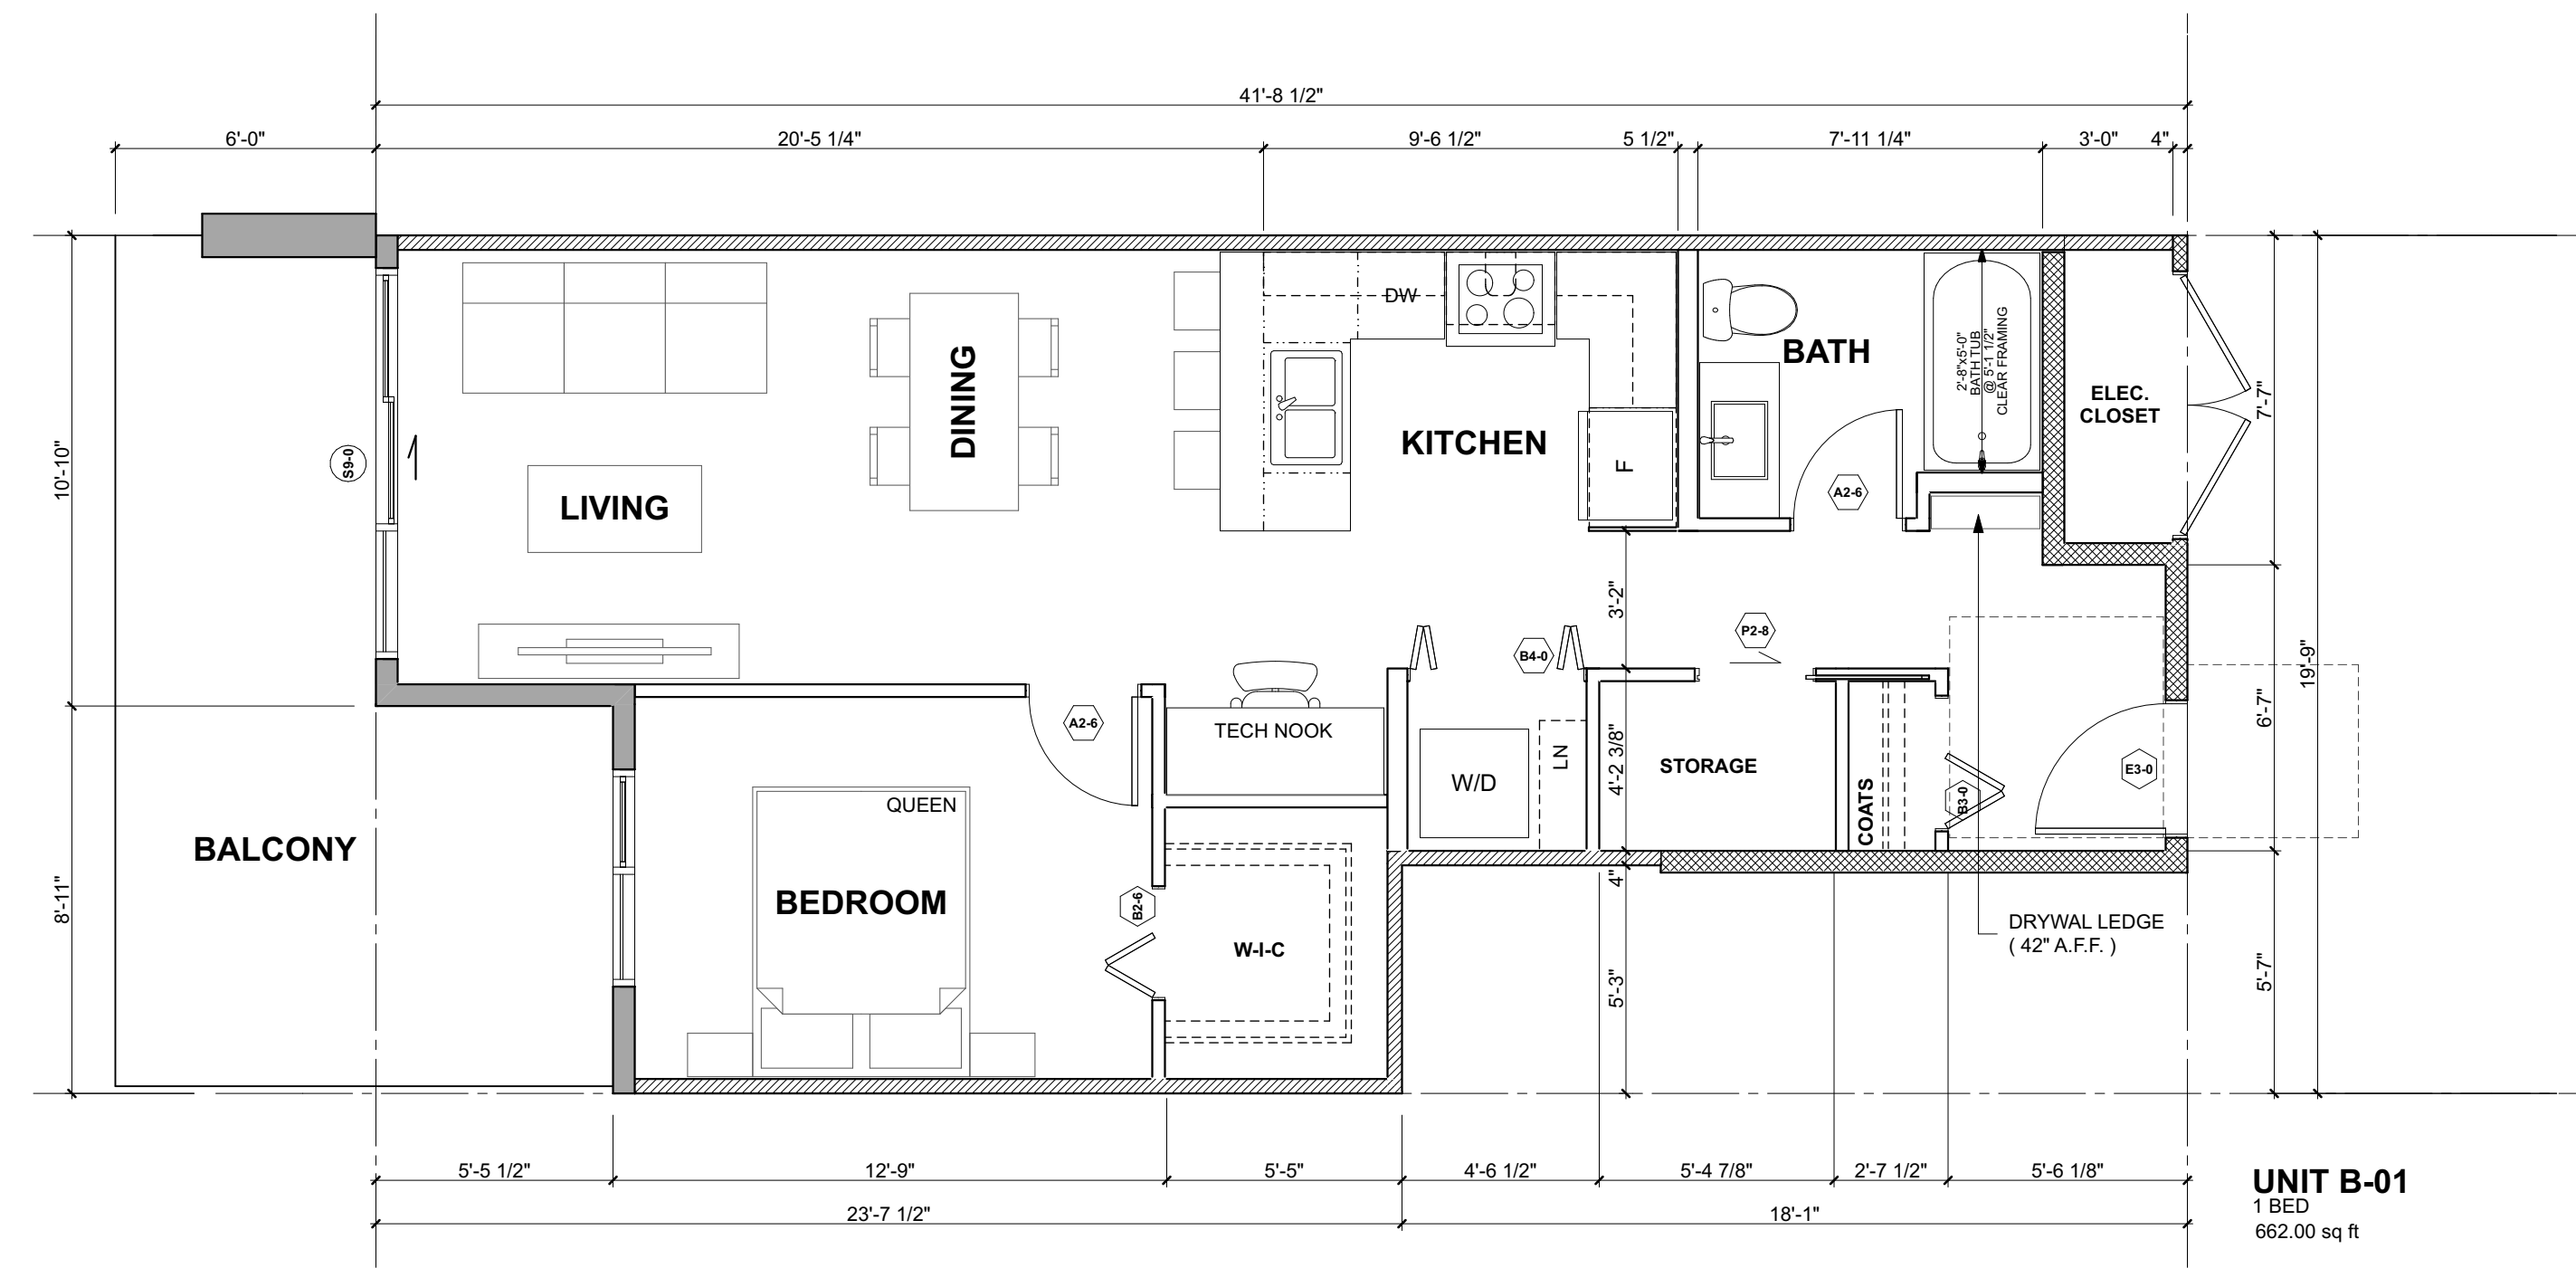 41'-8 1/2"
6'-0"
20'-5 1/4"
9'-6 1/2"
5 1/2"
7'-11 1/4"
3'-0"
4"
10'-10"
8'-11"
S9-0
LIVING
DINING
DW
KITCHEN
F
BATH
2'-8"x5'-0"
BATH TUB
@ 5'-1 1/2"
CLEAR FRAMING
A2-6
ELEC.
CLOSET
7'-7"
19'-9"
6'-7"
5'-7"
3'-2"
P2-8
B4-0
A2-6
TECH NOOK
W/D
LN
4'-2 3/8"
STORAGE
COATS
B3-0
E3-0
BALCONY
QUEEN
BEDROOM
B2-6
W-I-C
4"
5'-3"
DRYWAL LEDGE
( 42" A.F.F. )
5'-5 1/2"
12'-9"
5'-5"
4'-6 1/2"
5'-4 7/8"
2'-7 1/2"
5'-6 1/8"
23'-7 1/2"
18'-1"
UNIT B-01
1 BED
662.00 sq ft